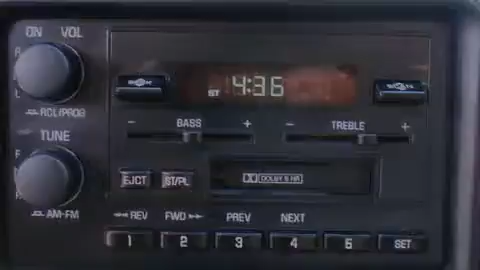 ON VOL
ST 4:36
RCL/PROG
- BASS + - TREBLE +
TUNE
EJCT ST/PL DOLBY B NR
AM-FM
REV FWD PREV NEXT
1 2 3 4 5 SET